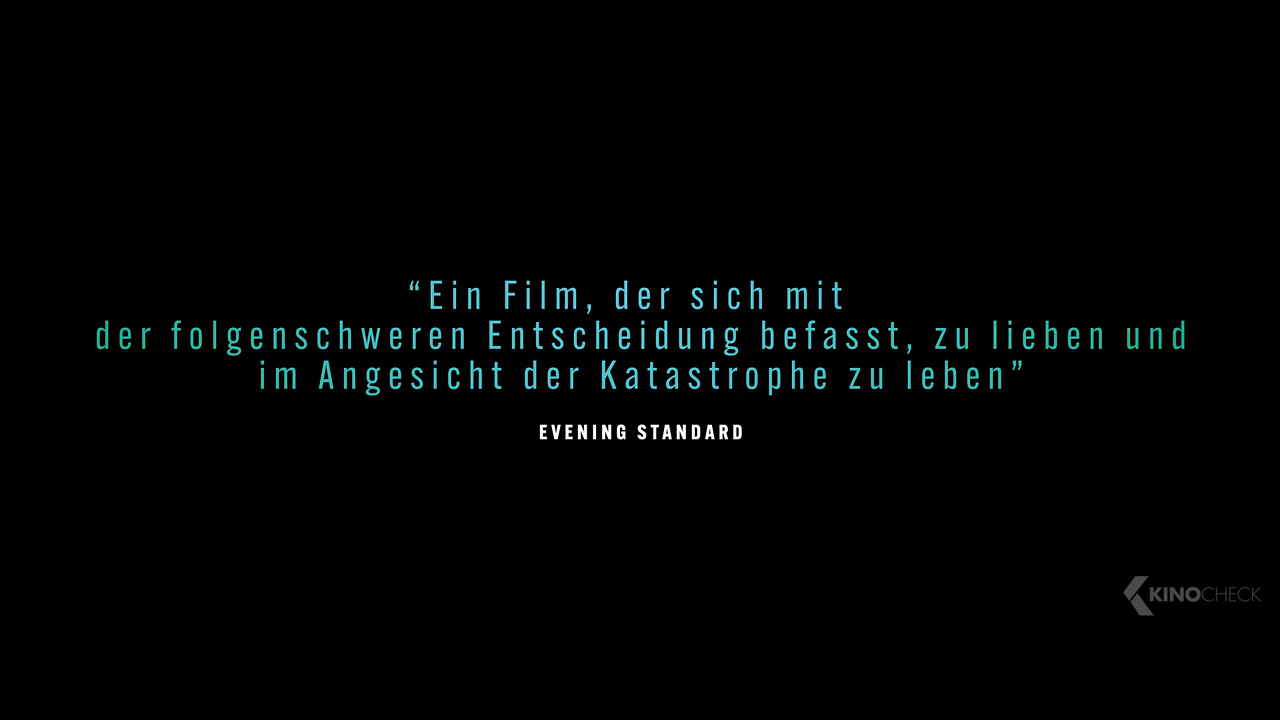 “Ein Film, der sich mit
der folgenschweren Entscheidung befasst, zu lieben und
im Angesicht der Katastrophe zu leben”
EVENING STANDARD
KINOCHECK